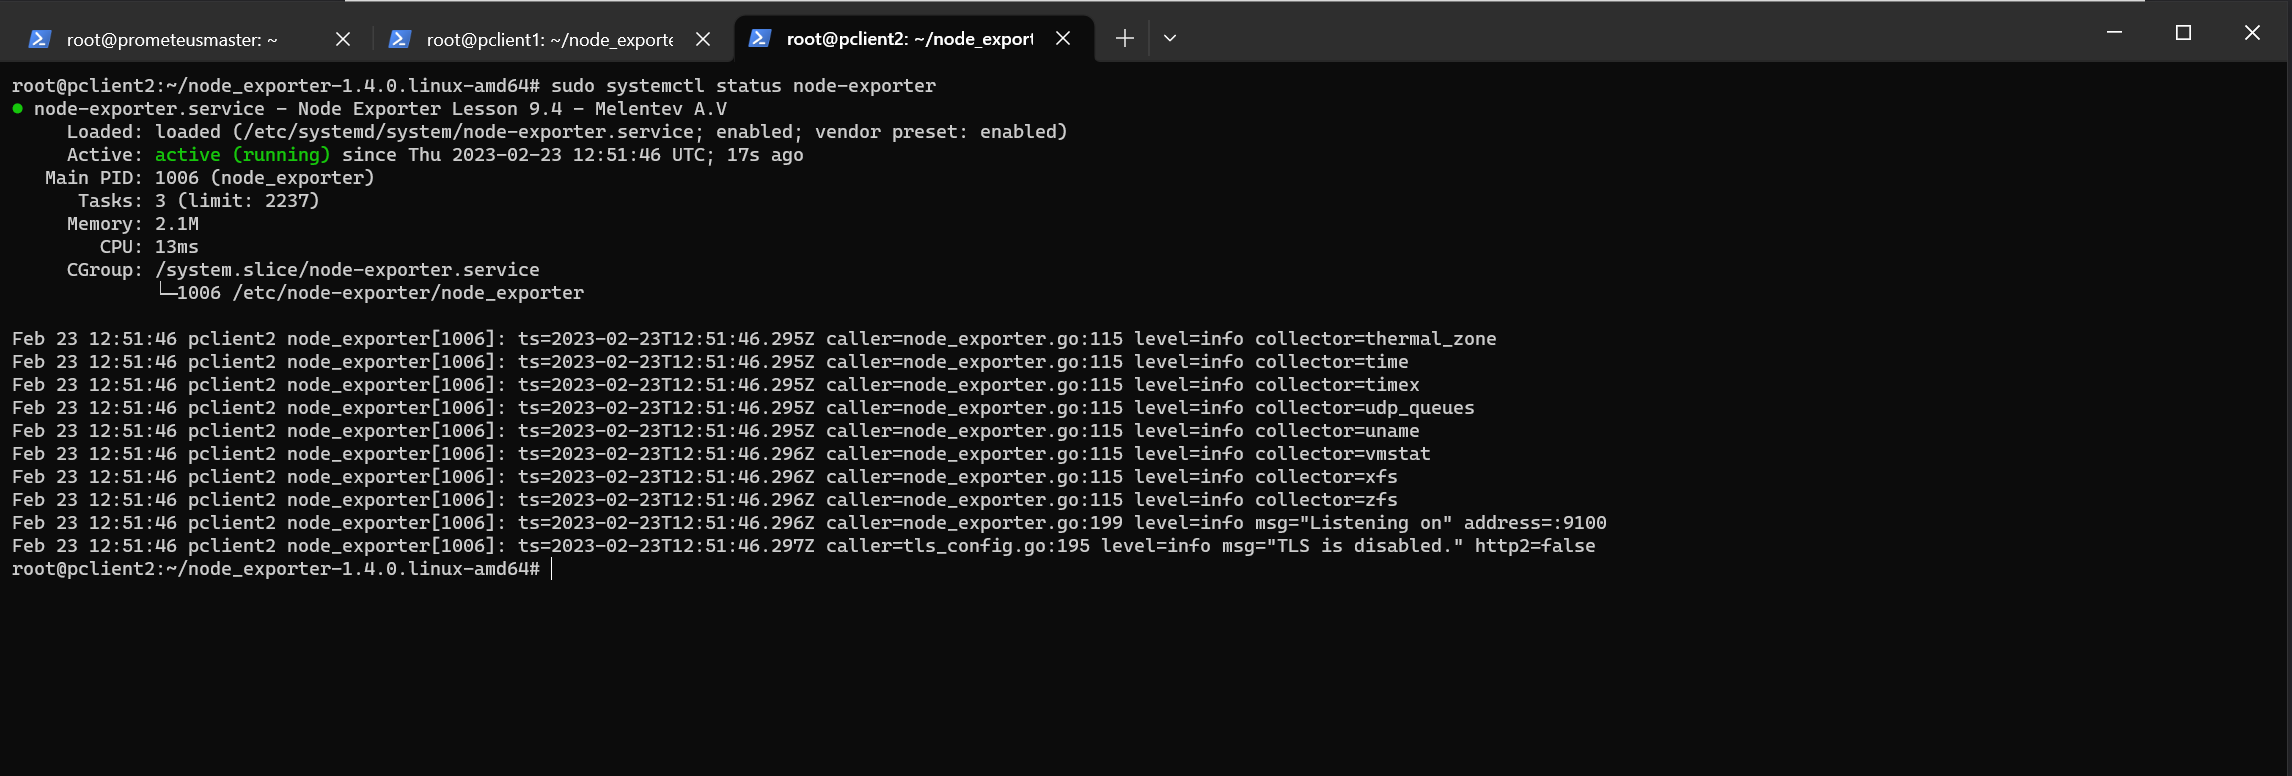 root@prometeusmaster: ~
root@pclient1: ~/node_exporte
root@pclient2: ~/node_export
root@pclient2:~/node_exporter-1.4.0.linux-amd64# sudo systemctl status node-exporter
● node-exporter.service - Node Exporter Lesson 9.4 - Melentev A.V
Loaded: loaded (/etc/systemd/system/node-exporter.service; enabled; vendor preset: enabled)
Active: active (running) since Thu 2023-02-23 12:51:46 UTC; 17s ago
Main PID: 1006 (node_exporter)
Tasks: 3 (limit: 2237)
Memory: 2.1M
CPU: 13ms
CGroup: /system.slice/node-exporter.service
└─1006 /etc/node-exporter/node_exporter
Feb 23 12:51:46 pclient2 node_exporter[1006]: ts=2023-02-23T12:51:46.295Z caller=node_exporter.go:115 level=info collector=thermal_zone
Feb 23 12:51:46 pclient2 node_exporter[1006]: ts=2023-02-23T12:51:46.295Z caller=node_exporter.go:115 level=info collector=time
Feb 23 12:51:46 pclient2 node_exporter[1006]: ts=2023-02-23T12:51:46.295Z caller=node_exporter.go:115 level=info collector=timex
Feb 23 12:51:46 pclient2 node_exporter[1006]: ts=2023-02-23T12:51:46.295Z caller=node_exporter.go:115 level=info collector=udp_queues
Feb 23 12:51:46 pclient2 node_exporter[1006]: ts=2023-02-23T12:51:46.295Z caller=node_exporter.go:115 level=info collector=uname
Feb 23 12:51:46 pclient2 node_exporter[1006]: ts=2023-02-23T12:51:46.296Z caller=node_exporter.go:115 level=info collector=vmstat
Feb 23 12:51:46 pclient2 node_exporter[1006]: ts=2023-02-23T12:51:46.296Z caller=node_exporter.go:115 level=info collector=xfs
Feb 23 12:51:46 pclient2 node_exporter[1006]: ts=2023-02-23T12:51:46.296Z caller=node_exporter.go:115 level=info collector=zfs
Feb 23 12:51:46 pclient2 node_exporter[1006]: ts=2023-02-23T12:51:46.296Z caller=node_exporter.go:199 level=info msg="Listening on" address=:9100
Feb 23 12:51:46 pclient2 node_exporter[1006]: ts=2023-02-23T12:51:46.297Z caller=tls_config.go:195 level=info msg="TLS is disabled." http2=false
root@pclient2:~/node_exporter-1.4.0.linux-amd64#